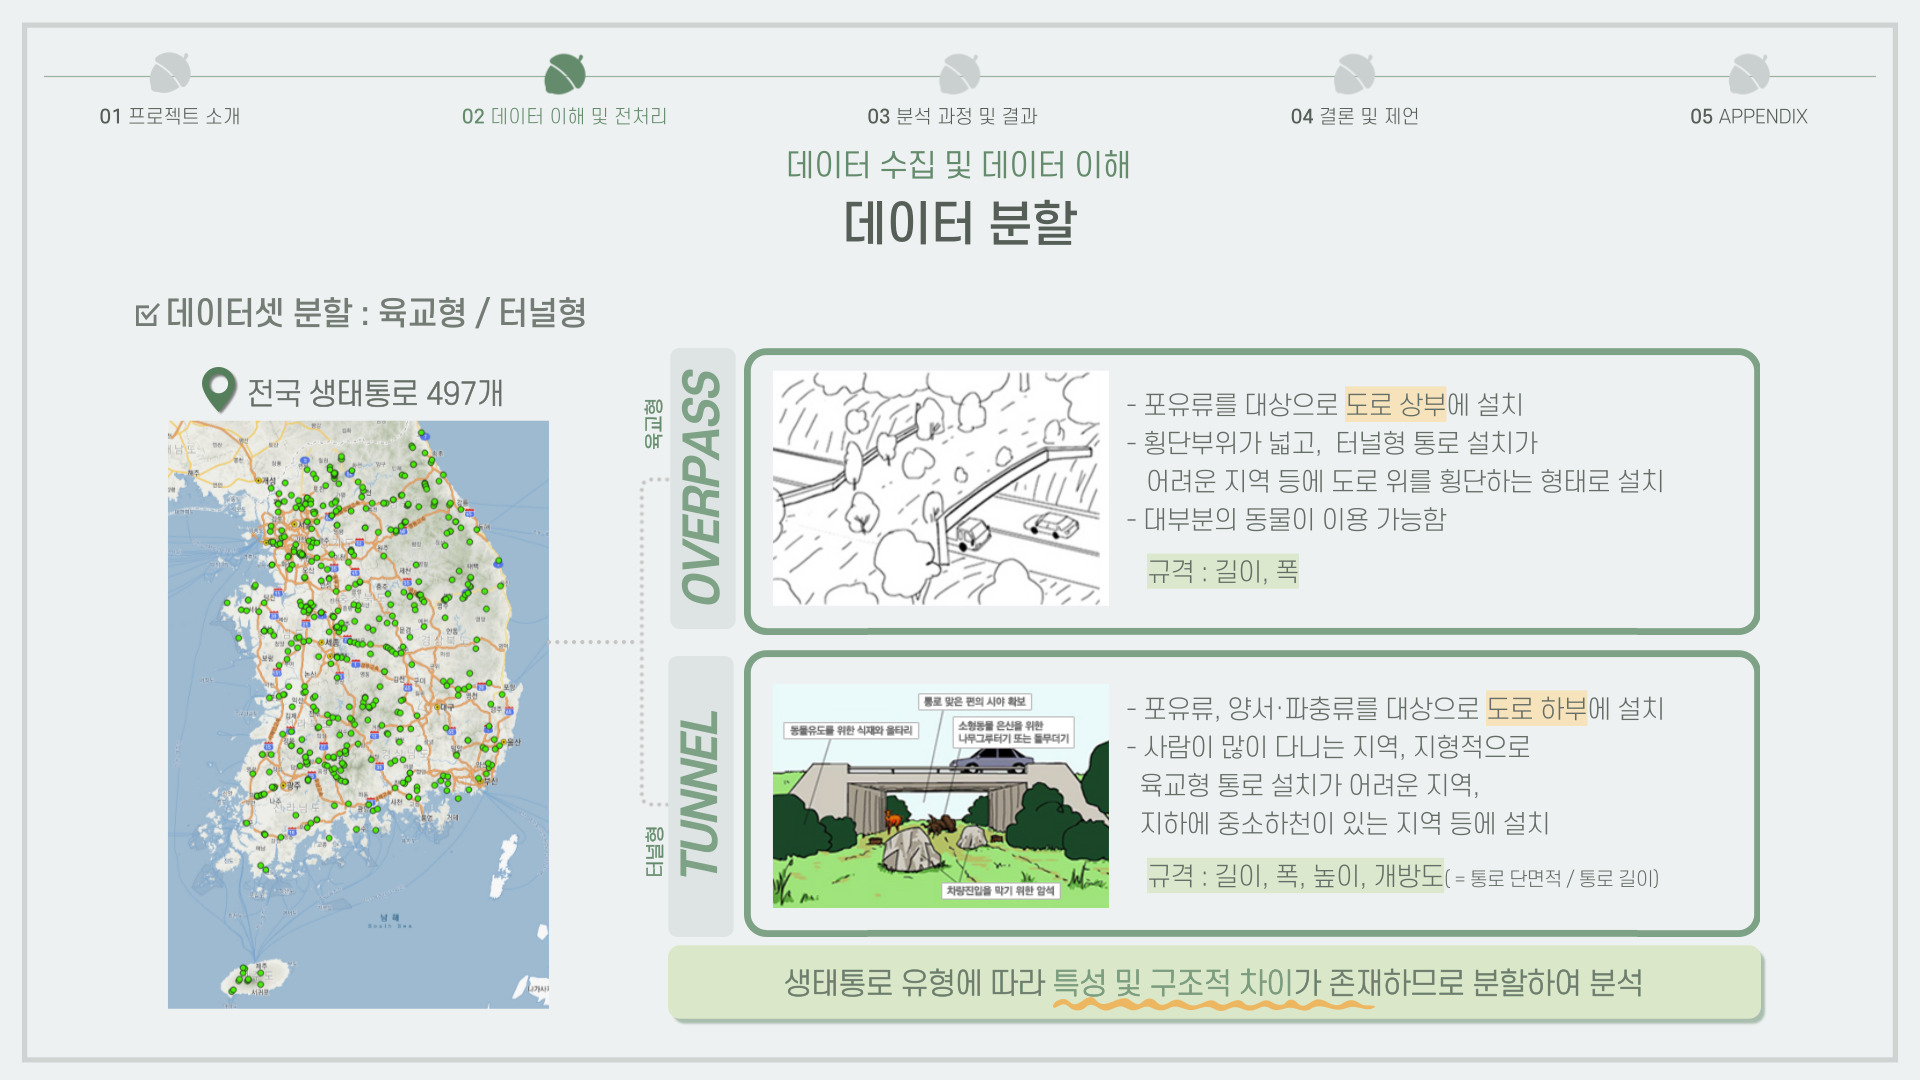 01 프로젝트 소개
02 데이터 이해 및 전처리
03 분석 과정 및 결과
04 결론 및 제언
05 APPENDIX
데이터 수집 및 데이터 이해
데이터 분할
데이터셋 분할 : 육교형 / 터널형
전국 생태통로 497개
남 해
South Sea
육교형
OVERPASS
- 포유류를 대상으로 도로 상부에 설치
- 횡단부위가 넓고, 터널형 통로 설치가
어려운 지역 등에 도로 위를 횡단하는 형태로 설치
- 대부분의 동물이 이용 가능함
규격 : 길이, 폭
터널형
TUNNEL
통로 맞은 편의 시야 확보
동물유도를 위한 식재와 울타리
소형동물 은신을 위한
나무그루터기 또는 돌무더기
차량진입을 막기 위한 암석
- 포유류, 양서·파충류를 대상으로 도로 하부에 설치
- 사람이 많이 다니는 지역, 지형적으로
육교형 통로 설치가 어려운 지역,
지하에 중소하천이 있는 지역 등에 설치
규격 : 길이, 폭, 높이, 개방도( = 통로 단면적 / 통로 길이)
생태통로 유형에 따라 특성 및 구조적 차이가 존재하므로 분할하여 분석